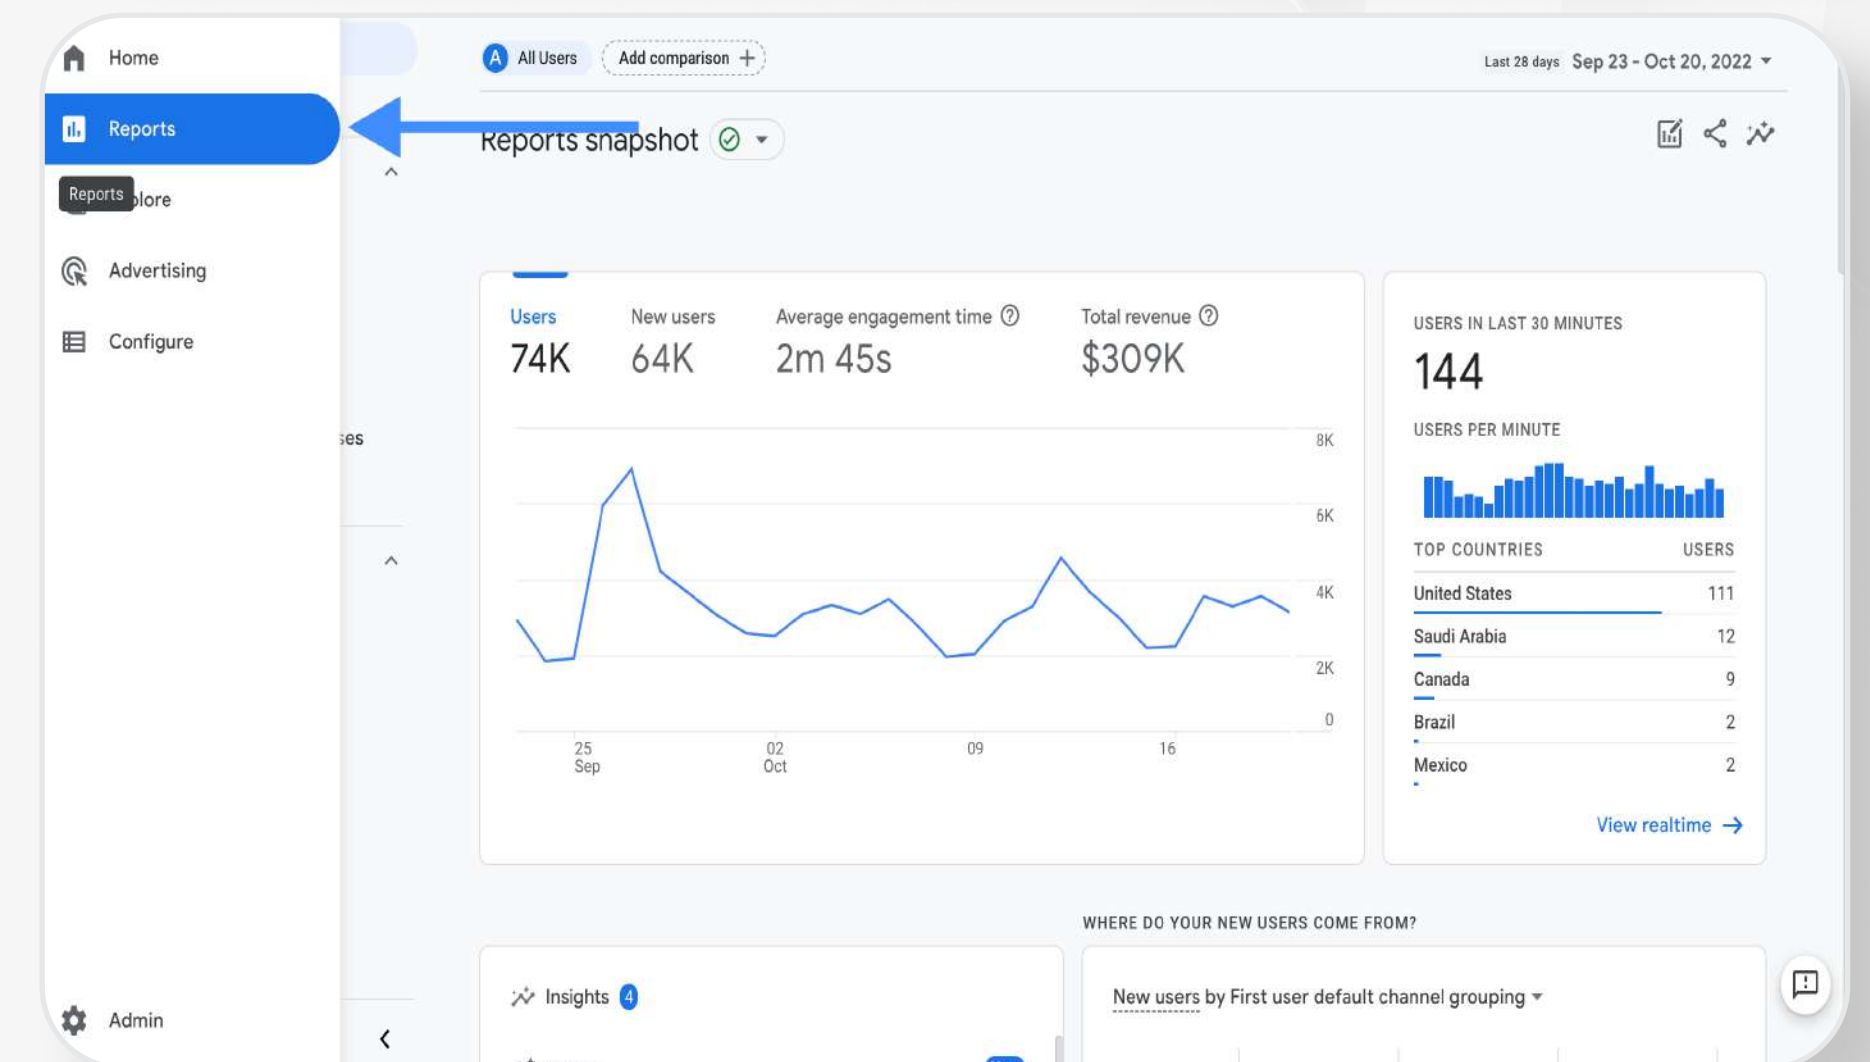 Home
Reports
Reports
plore
Advertising
Configure
Admin
ses
A All Users
Add comparison +
Last 28 days Sep 23 - Oct 20, 2022
Reports snapshot
Users
74K
New users
64K
Average engagement time
2m 45s
Total revenue
$309K
8K
6K
4K
2K
0
25
Sep
02
Oct
09
16
USERS IN LAST 30 MINUTES
144
USERS PER MINUTE
TOP COUNTRIES USERS
United States 111
Saudi Arabia 12
Canada 9
Brazil 2
Mexico 2
View realtime
WHERE DO YOUR NEW USERS COME FROM?
Insights 4
New users by First user default channel grouping